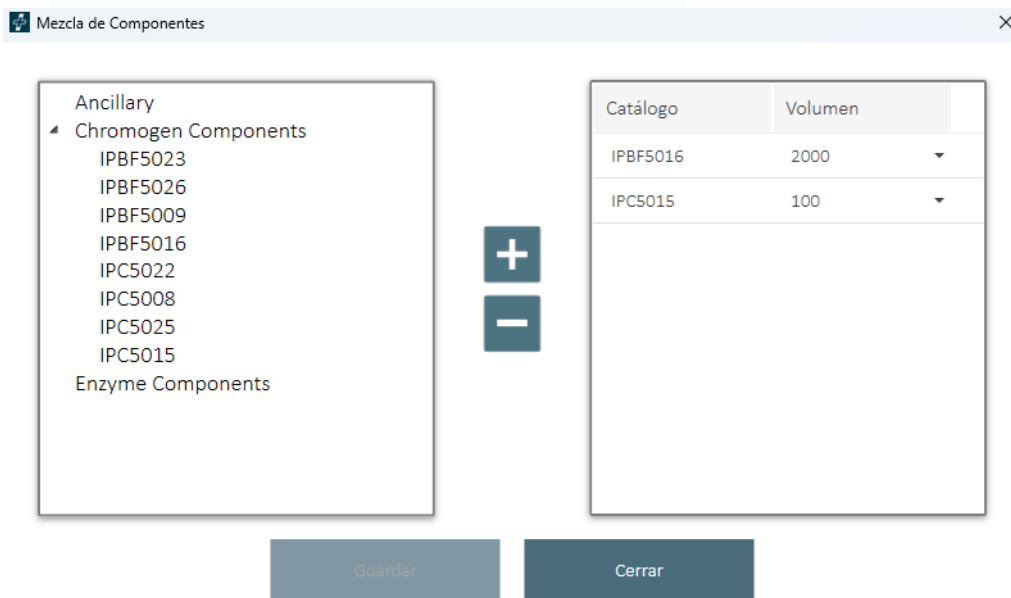 Mezcla de Componentes
Ancillary
Chromogen Components
IPBF5023
IPBF5026
IPBF5009
IPBF5016
IPC5022
IPC5008
IPC5025
IPC5015
Enzyme Components
Catálogo Volumen
IPBF5016 2000
IPC5015 100
Guardar Cerrar